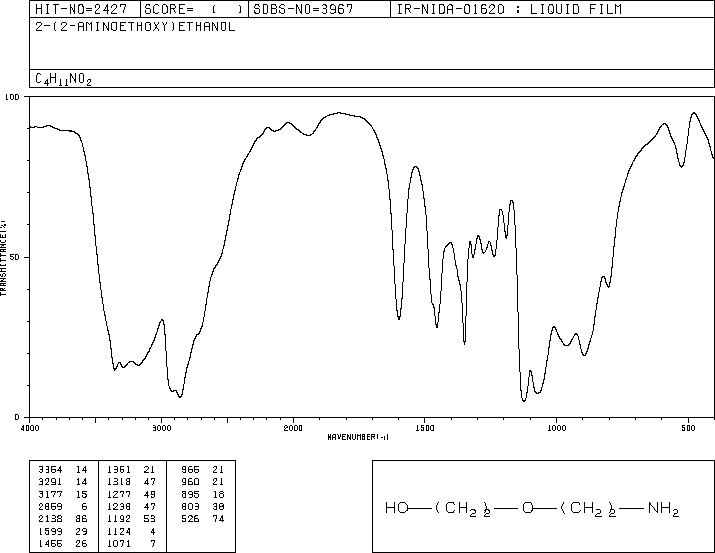 HIT-NO=2427 SCORE= ( ) SDBS-NO=3967 IR-NIDA-01620 : LIQUID FILM
2-(2-AMINOETHOXY)ETHANOL
C4H11NO2
100
50
0
TRANSMITTANCE(%)
4000 3000 2000 1500 1000 500
WAVENUMBER(-1)
3364 14 1361 21 966 21
3291 14 1318 47 960 21
3177 15 1277 49 895 18
2869 6 1238 47 803 38
2138 86 1192 53 526 74
1599 29 1124 4
1455 26 1071 7
HO—(CH2)2—O—(CH2)2—NH2